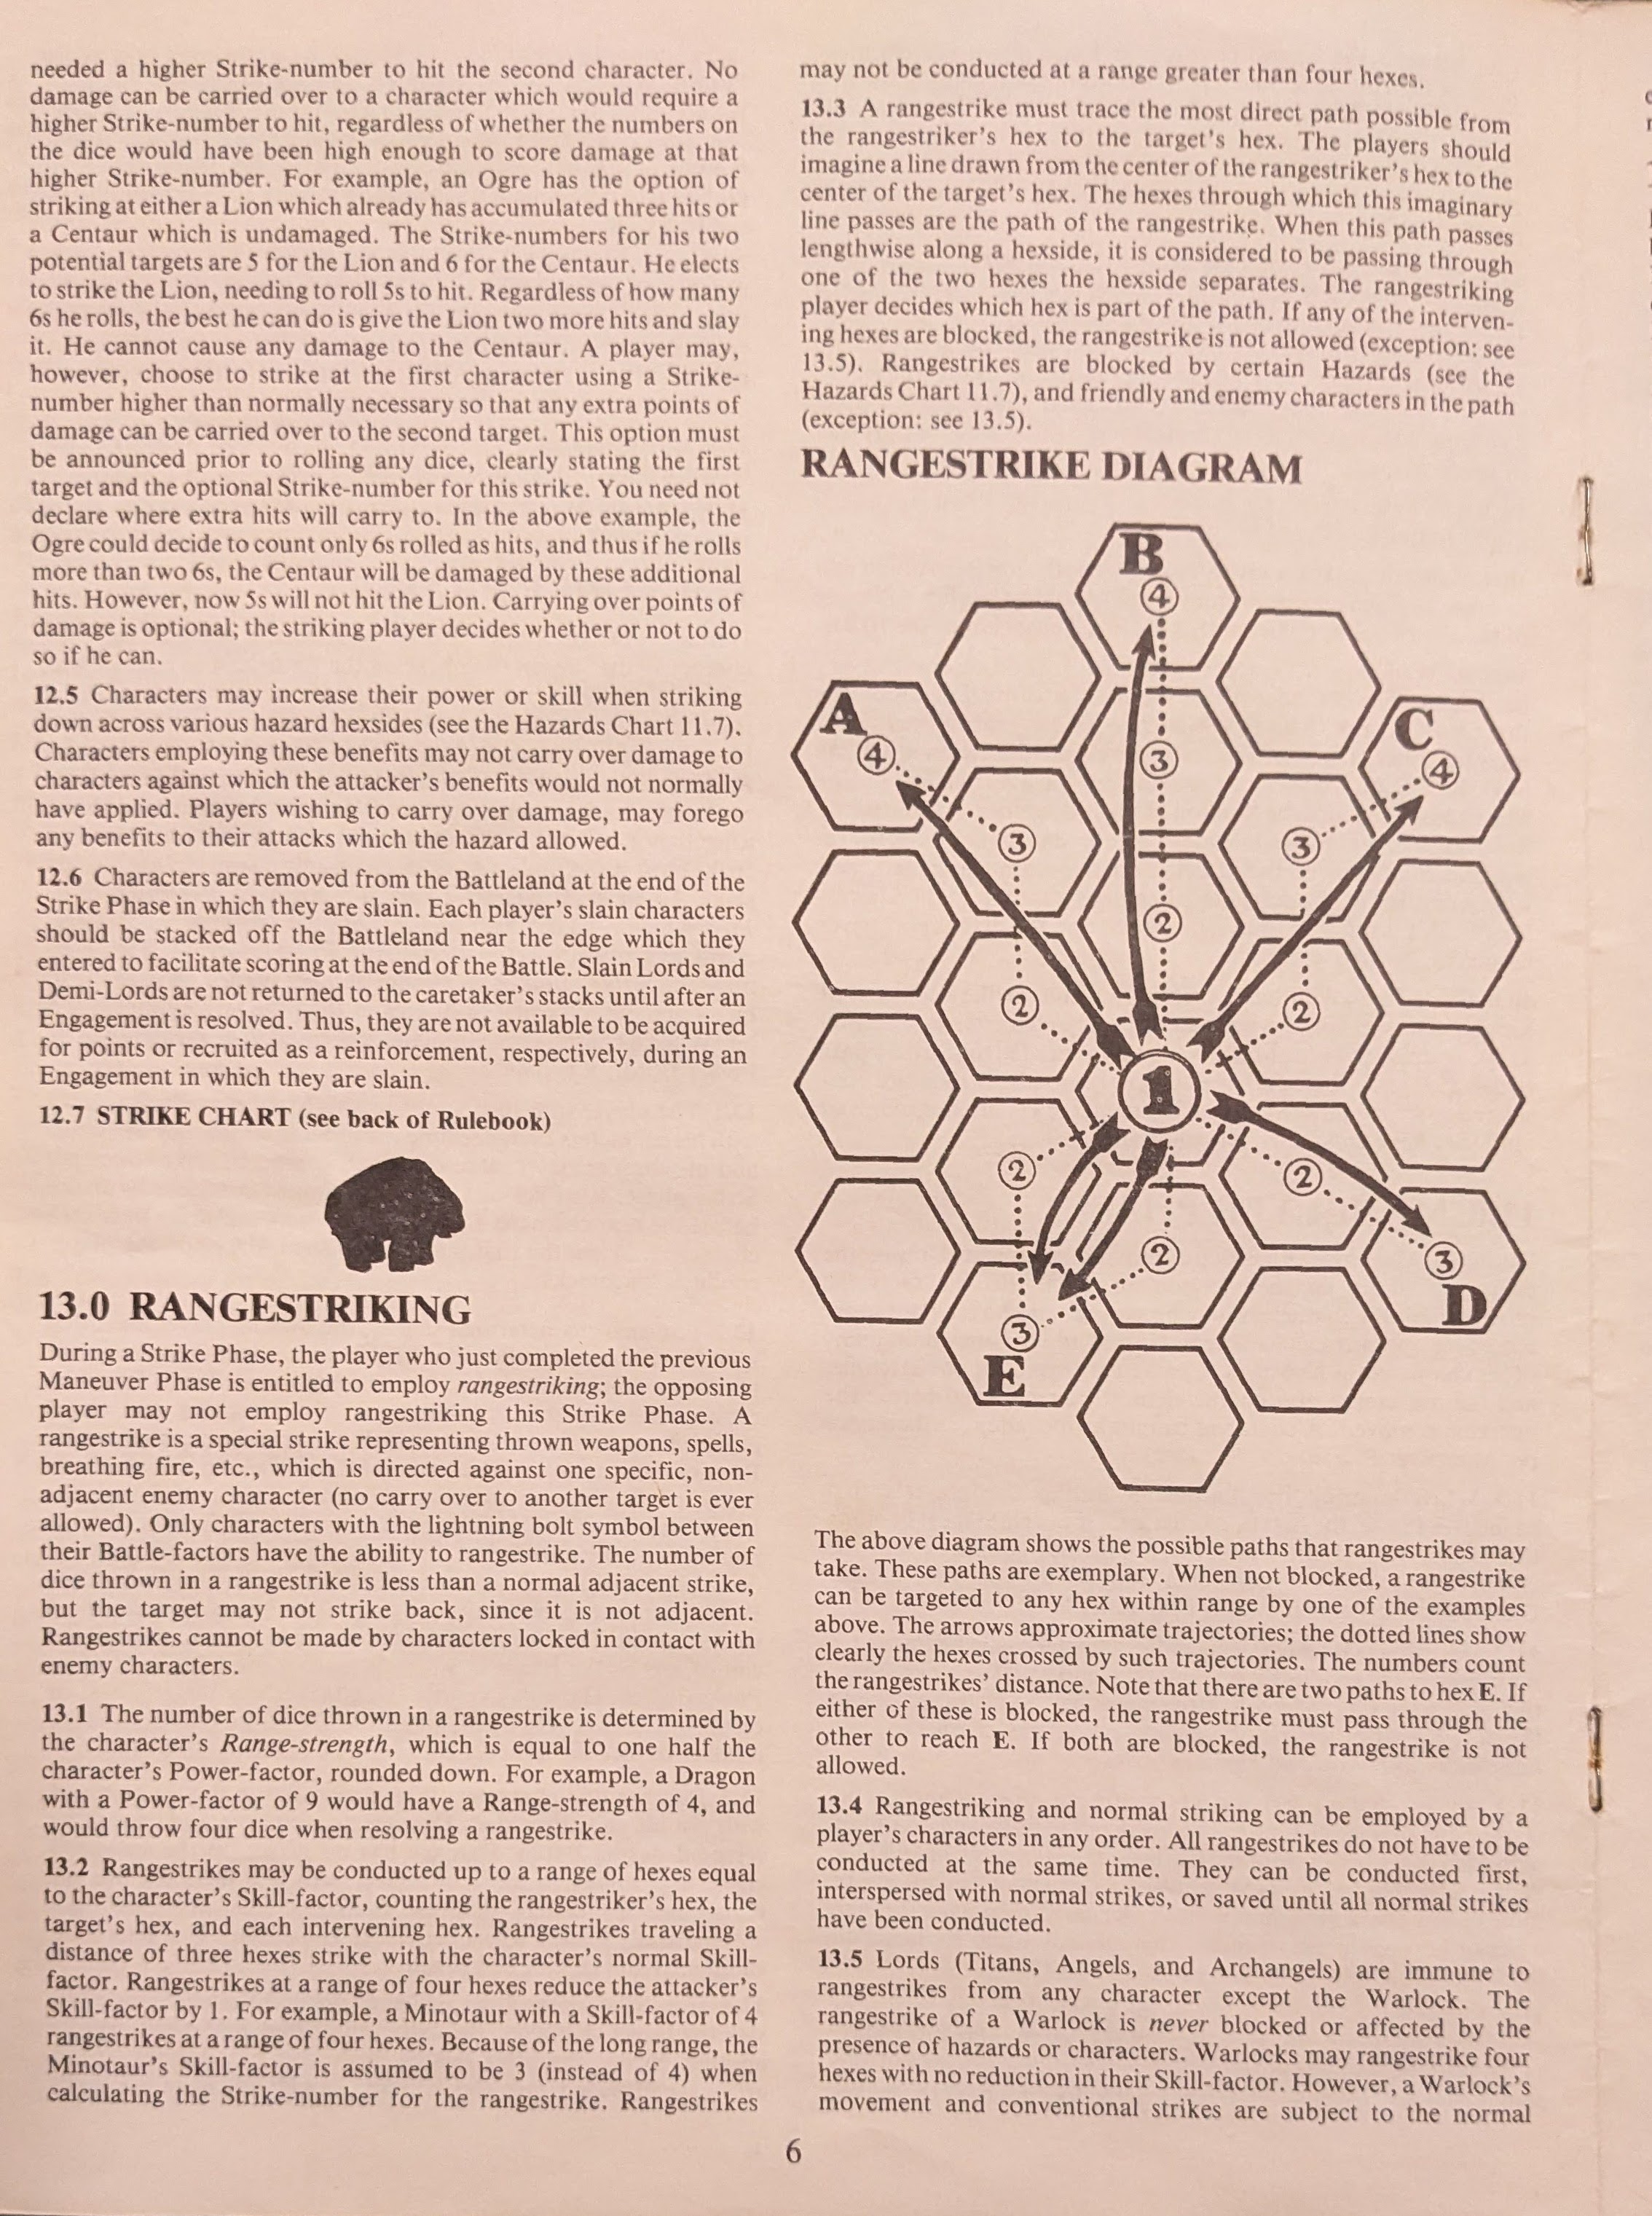 needed a higher Strike-number to hit the second character. No
damage can be carried over to a character which would require a
higher Strike-number to hit, regardless of whether the numbers on
the dice would have been high enough to score damage at that
higher Strike-number. For example, an Ogre has the option of
striking at either a Lion which already has accumulated three hits or
a Centaur which is undamaged. The Strike-numbers for his two
potential targets are 5 for the Lion and 6 for the Centaur. He elects
to strike the Lion, needing to roll 5s to hit. Regardless of how many
6s he rolls, the best he can do is give the Lion two more hits and slay
it. He cannot cause any damage to the Centaur. A player may,
however, choose to strike at the first character using a Strike-
number higher than normally necessary so that any extra points of
damage can be carried over to the second target. This option must
be announced prior to rolling any dice, clearly stating the first
target and the optional Strike-number for this strike. You need not
declare where extra hits will carry to. In the above example, the
Ogre could decide to count only 6s rolled as hits, and thus if he rolls
more than two 6s, the Centaur will be damaged by these additional
hits. However, now 5s will not hit the Lion. Carrying over points of
damage is optional; the striking player decides whether or not to do
so if he can.
12.5 Characters may increase their power or skill when striking
down across various hazard hexsides (see the Hazards Chart 11.7).
Characters employing these benefits may not carry over damage to
characters against which the attacker's benefits would not normally
have applied. Players wishing to carry over damage, may forego
any benefits to their attacks which the hazard allowed.
12.6 Characters are removed from the Battleland at the end of the
Strike Phase in which they are slain. Each player's slain characters
should be stacked off the Battleland near the edge which they
entered to facilitate scoring at the end of the Battle. Slain Lords and
Demi-Lords are not returned to the caretaker's stacks until after an
Engagement is resolved. Thus, they are not available to be acquired
for points or recruited as a reinforcement, respectively, during an
Engagement in which they are slain.
12.7 STRIKE CHART (see back of Rulebook)
13.0 RANGESTRIKING
During a Strike Phase, the player who just completed the previous
Maneuver Phase is entitled to employ rangestriking; the opposing
player may not employ rangestriking this Strike Phase. A
rangestrike is a special strike representing thrown weapons, spells,
breathing fire, etc., which is directed against one specific, non-
adjacent enemy character (no carry over to another target is ever
allowed). Only characters with the lightning bolt symbol between
their Battle-factors have the ability to rangestrike. The number of
dice thrown in a rangestrike is less than a normal adjacent strike,
but the target may not strike back, since it is not adjacent.
Rangestrikes cannot be made by characters locked in contact with
enemy characters.
13.1 The number of dice thrown in a rangestrike is determined by
the character's Range-strength, which is equal to one half the
character's Power-factor, rounded down. For example, a Dragon
with a Power-factor of 9 would have a Range-strength of 4, and
would throw four dice when resolving a rangestrike.
13.2 Rangestrikes may be conducted up to a range of hexes equal
to the character's Skill-factor, counting the rangestriker's hex, the
target's hex, and each intervening hex. Rangestrikes traveling a
distance of three hexes strike with the character's normal Skill-
factor. Rangestrikes at a range of four hexes reduce the attacker's
Skill-factor by 1. For example, a Minotaur with a Skill-factor of 4
rangestrikes at a range of four hexes. Because of the long range, the
Minotaur's Skill-factor is assumed to be 3 (instead of 4) when
calculating the Strike-number for the rangestrike. Rangestrikes
may not be conducted at a range greater than four hexes.
13.3 A rangestrike must trace the most direct path possible from
the rangestriker's hex to the target's hex. The players should
imagine a line drawn from the center of the rangestriker's hex to the
center of the target's hex. The hexes through which this imaginary
line passes are the path of the rangestrike. When this path passes
lengthwise along a hexside, it is considered to be passing through
one of the two hexes the hexside separates. The rangestriking
player decides which hex is part of the path. If any of the interven-
ing hexes are blocked, the rangestrike is not allowed (exception: see
13.5). Rangestrikes are blocked by certain Hazards (see the
Hazards Chart 11.7), and friendly and enemy characters in the path
(exception: see 13.5).
RANGESTRIKE DIAGRAM
B
4
A
4
3
C
4
3
3
2
2
2
1
2
2
2
3
D
3
E
The above diagram shows the possible paths that rangestrikes may
take. These paths are exemplary. When not blocked, a rangestrike
can be targeted to any hex within range by one of the examples
above. The arrows approximate trajectories; the dotted lines show
clearly the hexes crossed by such trajectories. The numbers count
the rangestrikes' distance. Note that there are two paths to hex E. If
either of these is blocked, the rangestrike must pass through the
other to reach E. If both are blocked, the rangestrike is not
allowed.
13.4 Rangestriking and normal striking can be employed by a
player's characters in any order. All rangestrikes do not have to be
conducted at the same time. They can be conducted first,
interspersed with normal strikes, or saved until all normal strikes
have been conducted.
13.5 Lords (Titans, Angels, and Archangels) are immune to
rangestrikes from any character except the Warlock. The
rangestrike of a Warlock is never blocked or affected by the
presence of hazards or characters. Warlocks may rangestrike four
hexes with no reduction in their Skill-factor. However, a Warlock's
movement and conventional strikes are subject to the normal
6